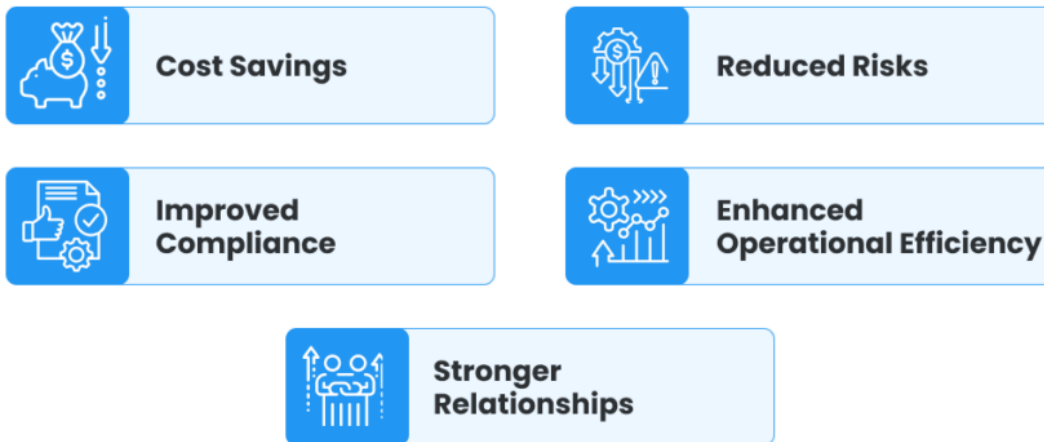 Cost Savings
Reduced Risks
Improved
Compliance
Enhanced
Operational Efficiency
Stronger
Relationships